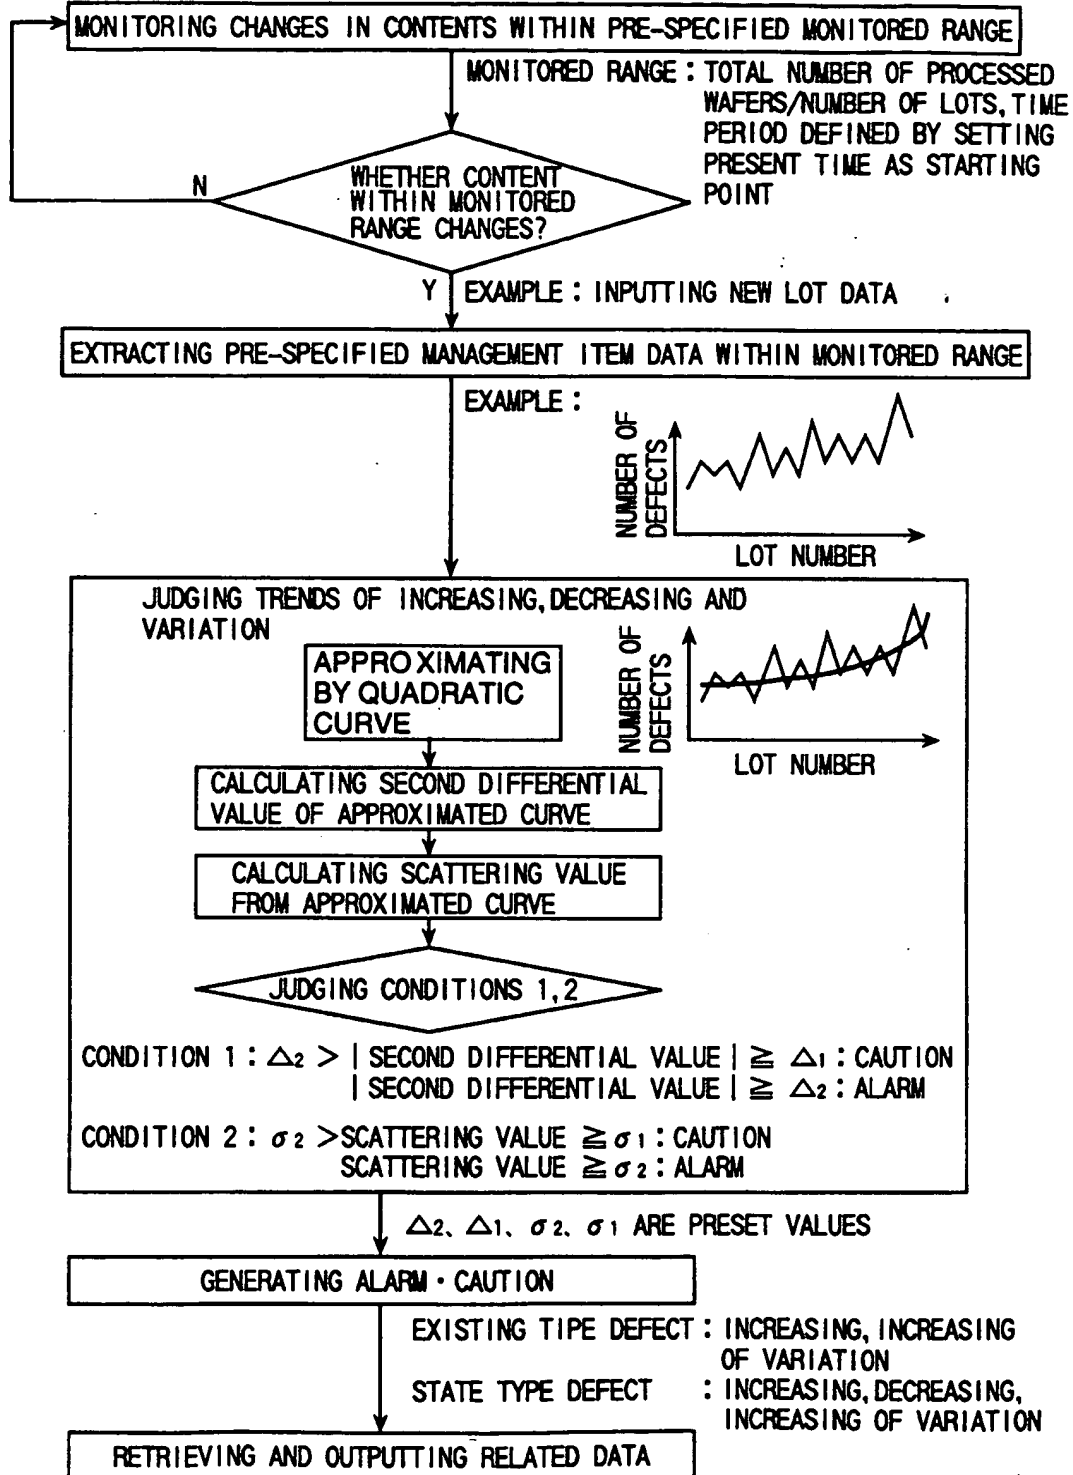 MONITORING CHANGES IN CONTENTS WITHIN PRE-SPECIFIED MONITORED RANGE
MONITORED RANGE : TOTAL NUMBER OF PROCESSED
WAFERS/NUMBER OF LOTS, TIME
PERIOD DEFINED BY SETTING
PRESENT TIME AS STARTING
POINT
N
WHETHER CONTENT
WITHIN MONITORED
RANGE CHANGES?
Y
EXAMPLE : INPUTTING NEW LOT DATA
EXTRACTING PRE-SPECIFIED MANAGEMENT ITEM DATA WITHIN MONITORED RANGE
EXAMPLE :
NUMBER OF
DEFECTS
LOT NUMBER
JUDGING TRENDS OF INCREASING, DECREASING AND
VARIATION
NUMBER OF
DEFECTS
LOT NUMBER
APPROXIMATING
BY QUADRATIC
CURVE
CALCULATING SECOND DIFFERENTIAL
VALUE OF APPROXIMATED CURVE
CALCULATING SCATTERING VALUE
FROM APPROXIMATED CURVE
JUDGING CONDITIONS 1, 2
CONDITION 1 : △2 > | SECOND DIFFERENTIAL VALUE | ≧ △1 : CAUTION
| SECOND DIFFERENTIAL VALUE | ≧ △2 : ALARM
CONDITION 2 : σ2 > SCATTERING VALUE ≧ σ1 : CAUTION
SCATTERING VALUE ≧ σ2 : ALARM
△2、△1、σ2、σ1 ARE PRESET VALUES
GENERATING ALARM・CAUTION
EXISTING TIPE DEFECT : INCREASING, INCREASING
OF VARIATION
STATE TYPE DEFECT : INCREASING, DECREASING,
INCREASING OF VARIATION
RETRIEVING AND OUTPUTTING RELATED DATA